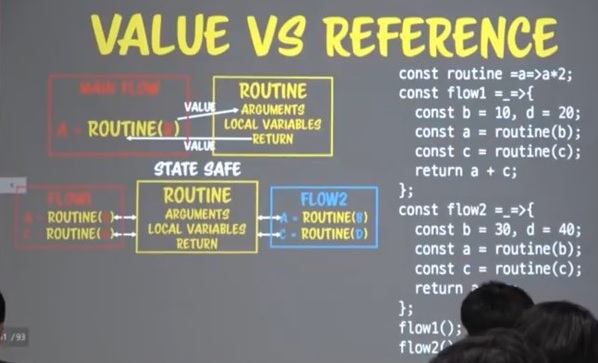 VALUE VS REFERENCE
MAIN FLOW
A = ROUTINE(B)
VALUE
VALUE
ROUTINE
ARGUMENTS
LOCAL VARIABLES
RETURN
STATE SAFE
FLOW1
A = ROUTINE(B)
C = ROUTINE(D)
ROUTINE
ARGUMENTS
LOCAL VARIABLES
RETURN
FLOW2
A = ROUTINE(B)
C = ROUTINE(D)
const routine =a=>a*2;
const flow1 =_=>{
const b = 10, d = 20;
const a = routine(b);
const c = routine(c);
return a + c;
};
const flow2 =_=>{
const b = 30, d = 40;
const a = routine(b);
const c = routine(c);
return
};
flow1();
flow2(
/93